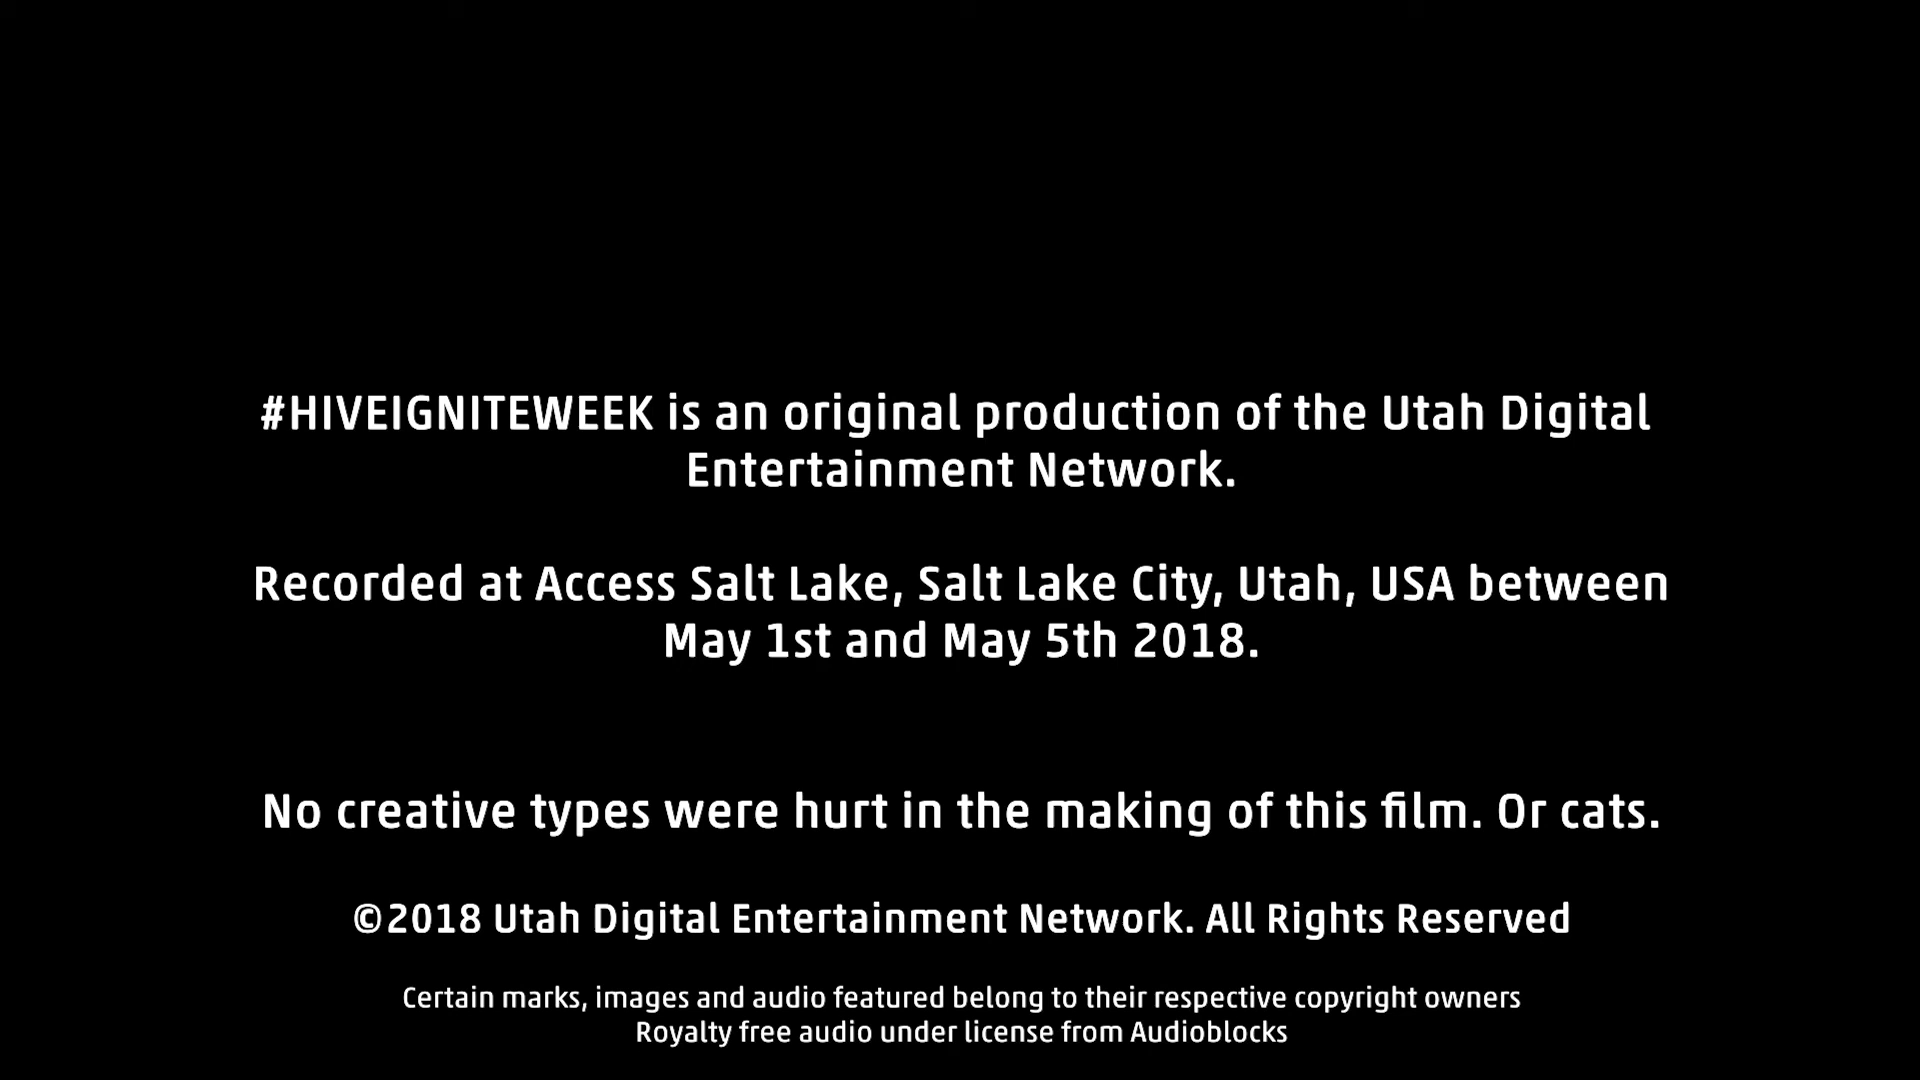 #HIVEIGNITEWEEK is an original production of the Utah Digital
Entertainment Network.
Recorded at Access Salt Lake, Salt Lake City, Utah, USA between
May 1st and May 5th 2018.
No creative types were hurt in the making of this film. Or cats.
©2018 Utah Digital Entertainment Network. All Rights Reserved
Certain marks, images and audio featured belong to their respective copyright owners
Royalty free audio under license from Audioblocks